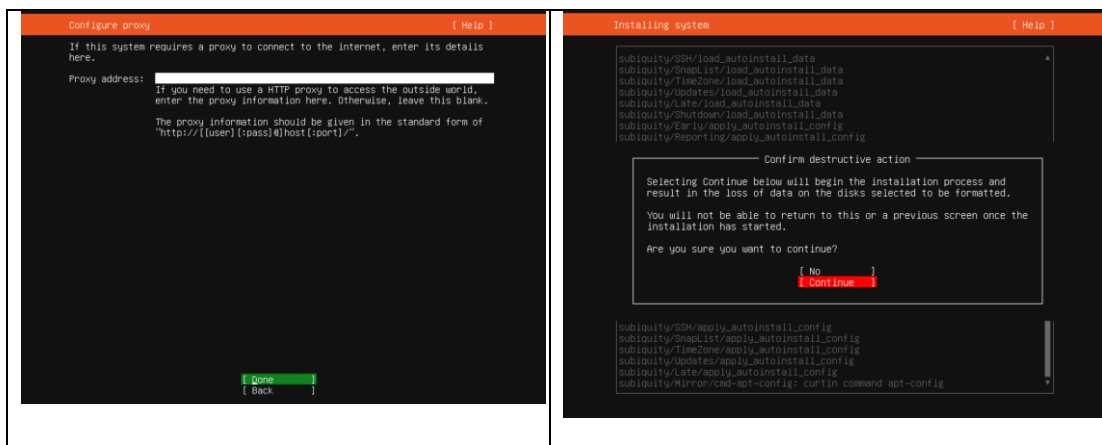 Configure proxy [ Help ]
If this system requires a proxy to connect to the internet, enter its details
here.
Proxy address:
If you need to use a HTTP proxy to access the outside world,
enter the proxy information here. Otherwise, leave this blank.
The proxy information should be given in the standard form of
"http://[[user][:pass]@]host[:port]/".
[ Done ]
[ Back ]
Installing system [ Help ]
subiquity/SSH/load_autoinstall_data
subiquity/SnapList/load_autoinstall_data
subiquity/TimeZone/load_autoinstall_data
subiquity/Updates/load_autoinstall_data
subiquity/Late/load_autoinstall_data
subiquity/Shutdown/load_autoinstall_data
subiquity/Early/apply_autoinstall_config
subiquity/Reporting/apply_autoinstall_config
Confirm destructive action
Selecting Continue below will begin the installation process and
result in the loss of data on the disks selected to be formatted.
You will not be able to return to this or a previous screen once the
installation has started.
Are you sure you want to continue?
[ No ]
[ Continue ]
subiquity/SSH/apply_autoinstall_config
subiquity/SnapList/apply_autoinstall_config
subiquity/TimeZone/apply_autoinstall_config
subiquity/Updates/apply_autoinstall_config
subiquity/Late/apply_autoinstall_config
subiquity/Mirror/cmd-apt-config: curtin command apt-config